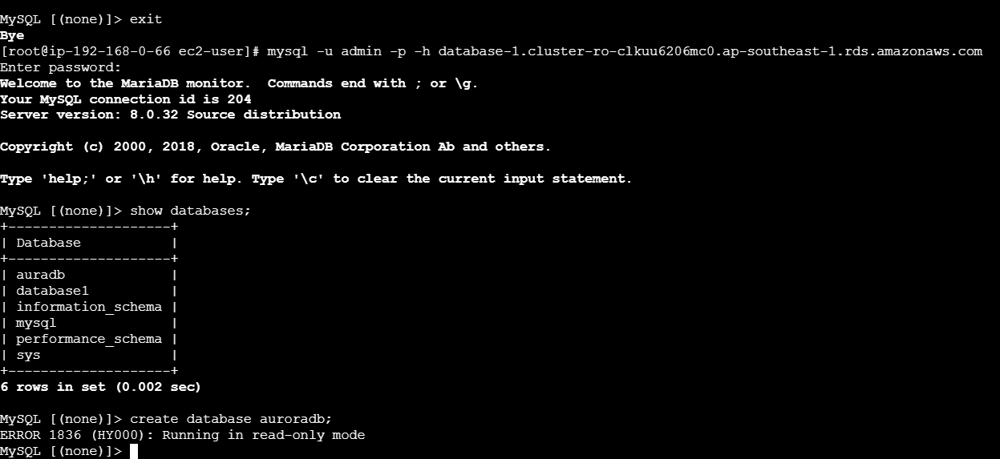 MySQL [(none)]> exit
Bye
[root@ip-192-168-0-66 ec2-user]# mysql -u admin -p -h database-1.cluster-ro-clkuu6206mc0.ap-southeast-1.rds.amazonaws.com
Enter password:
Welcome to the MariaDB monitor.  Commands end with ; or \g.
Your MySQL connection id is 204
Server version: 8.0.32 Source distribution

Copyright (c) 2000, 2018, Oracle, MariaDB Corporation Ab and others.

Type 'help;' or '\h' for help. Type '\c' to clear the current input statement.

MySQL [(none)]> show databases;
+--------------------+
| Database           |
+--------------------+
| auradb             |
| database1          |
| information_schema |
| mysql              |
| performance_schema |
| sys                |
+--------------------+
6 rows in set (0.002 sec)

MySQL [(none)]> create database auroradb;
ERROR 1836 (HY000): Running in read-only mode
MySQL [(none)]>